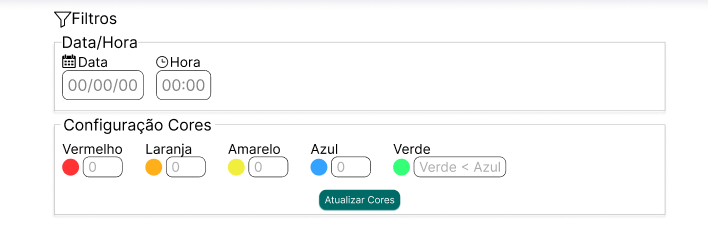 Filtros
Data/Hora
Data Hora
00/00/00 00:00
Configuração Cores
Vermelho Laranja Amarelo Azul Verde
0 0 0 0 Verde < Azul
Atualizar Cores